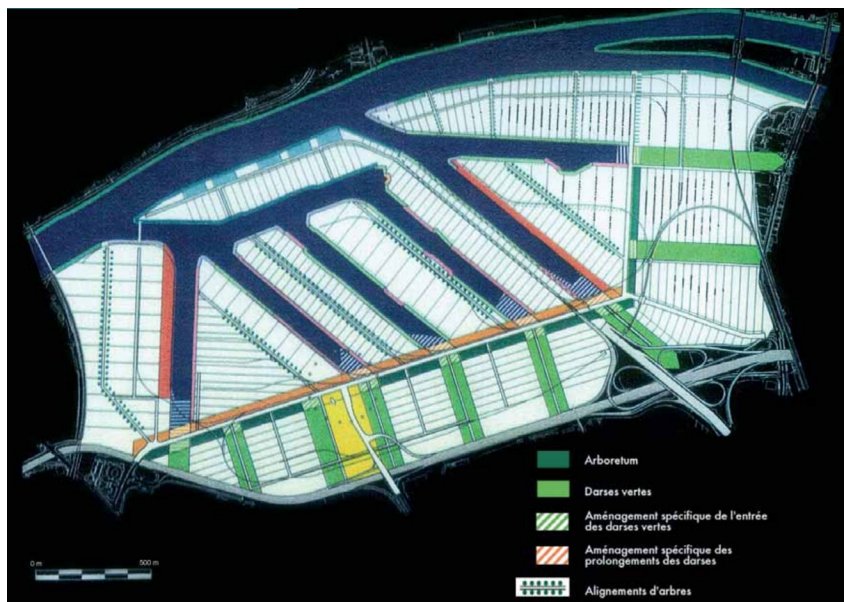 Arboretum
Darses vertes
Aménagement spécifique de l'entrée
des darses vertes
Aménagement spécifique des
prolongements des darses
Alignements d'arbres
0 m 500 m